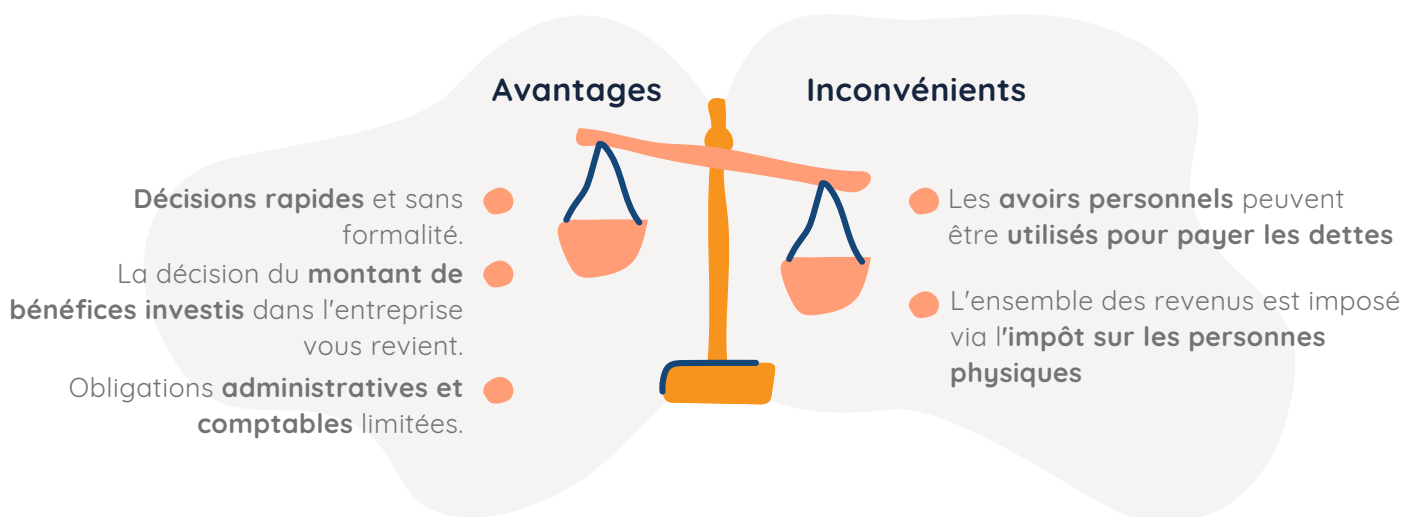 Avantages
Décisions rapides et sans
formalité.
La décision du montant de
bénéfices investis dans l'entreprise
vous revient.
Obligations administratives et
comptables limitées.
Inconvénients
Les avoirs personnels peuvent
être utilisés pour payer les dettes
L'ensemble des revenus est imposé
via l'impôt sur les personnes
physiques